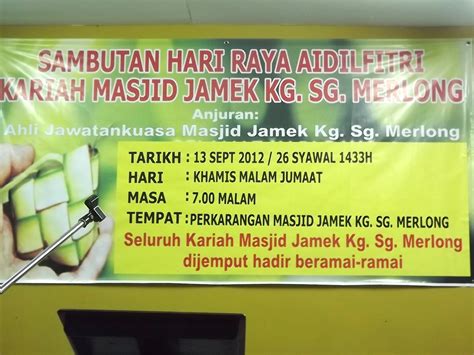 SAMBUTAN HARI RAYA AIDILFITRI
KARIAH MASJID JAMEK KG. SG. MERLONG
Anjuran:
Ahli Jawatankuasa Masjid Jamek Kg. Sg. Merlong
TARIKH : 13 SEPT 2012 / 26 SYAWAL 1433H
HARI : KHAMIS MALAM JUMAAT
MASA : 7.00 MALAM
TEMPAT : PERKARANGAN MASJID JAMEK KG. SG. MERLONG
Seluruh Kariah Masjid Jamek Kg. Sg. Merlong
dijemput hadir beramai-ramai